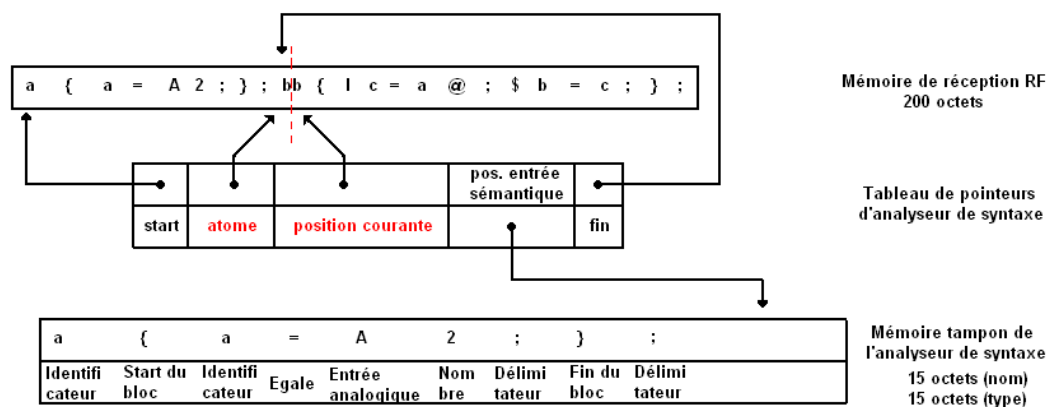 a { a = A 2 ; } ; bb { I c = a @ ; $ b = c ; } ;
Mémoire de réception RF
200 octets
pos. entrée
sémantique
start atome position courante fin
Tableau de pointeurs
d'analyseur de syntaxe
a { a = A 2 ; } ;
Identifi Start du Identifi Egale Entrée Nom Délimi Fin du Délimi
cateur bloc cateur analogique bre tateur bloc tateur
Mémoire tampon de
l'analyseur de syntaxe
15 octets (nom)
15 octets (type)